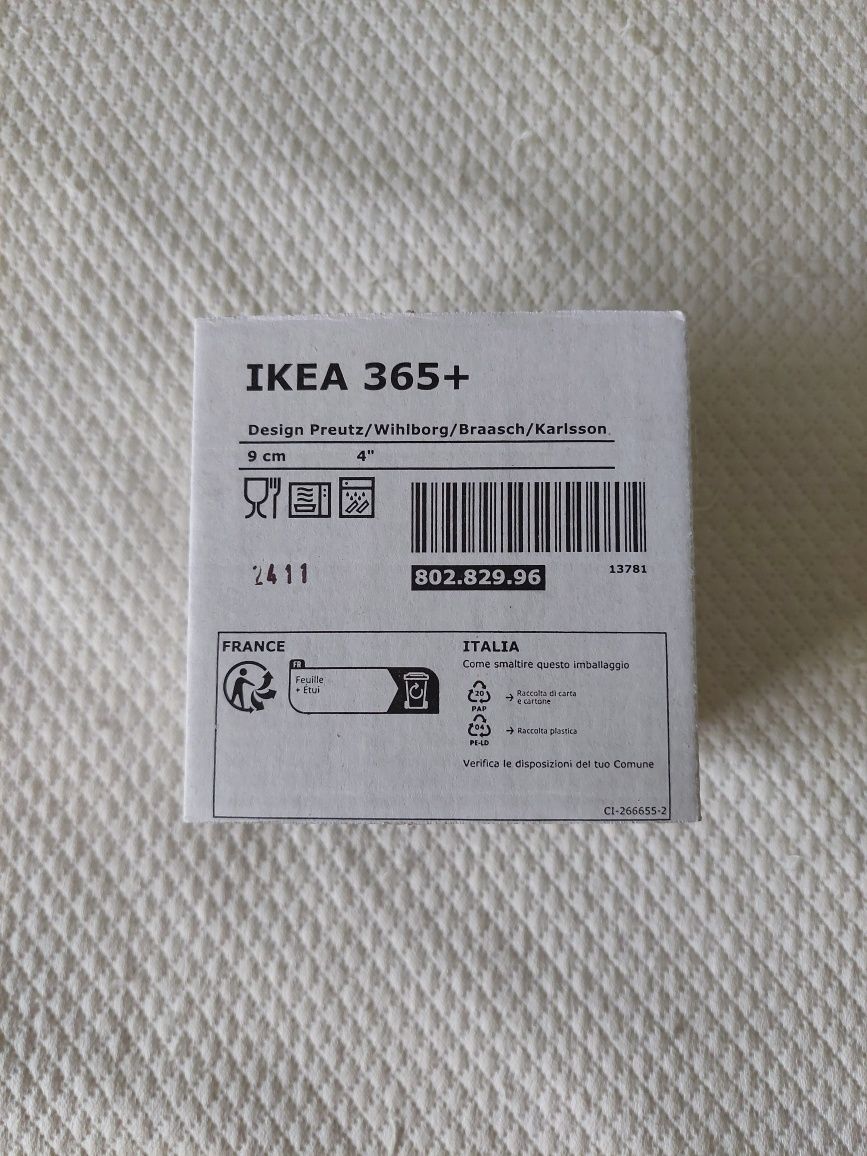 IKEA 365+
Design Preutz/Wihlborg/Braasch/Karlsson
9 cm 4"
2411
802.829.96
13781
FRANCE
FR
Feuille
+ Étui
ITALIA
Come smaltire questo imballaggio
20
PAP
→ Raccolta di carta
e cartone
04
PE-LD
→ Raccolta plastica
Verifica le disposizioni del tuo Comune
CI-266655-2